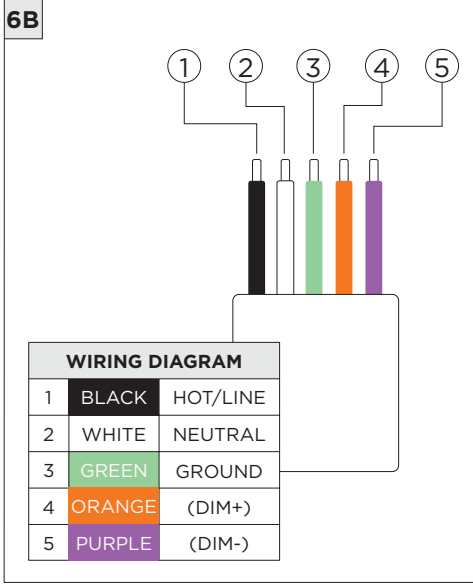 6B
1 2 3 4 5
WIRING DIAGRAM
1 BLACK HOT/LINE
2 WHITE NEUTRAL
3 GREEN GROUND
4 ORANGE (DIM+)
5 PURPLE (DIM-)